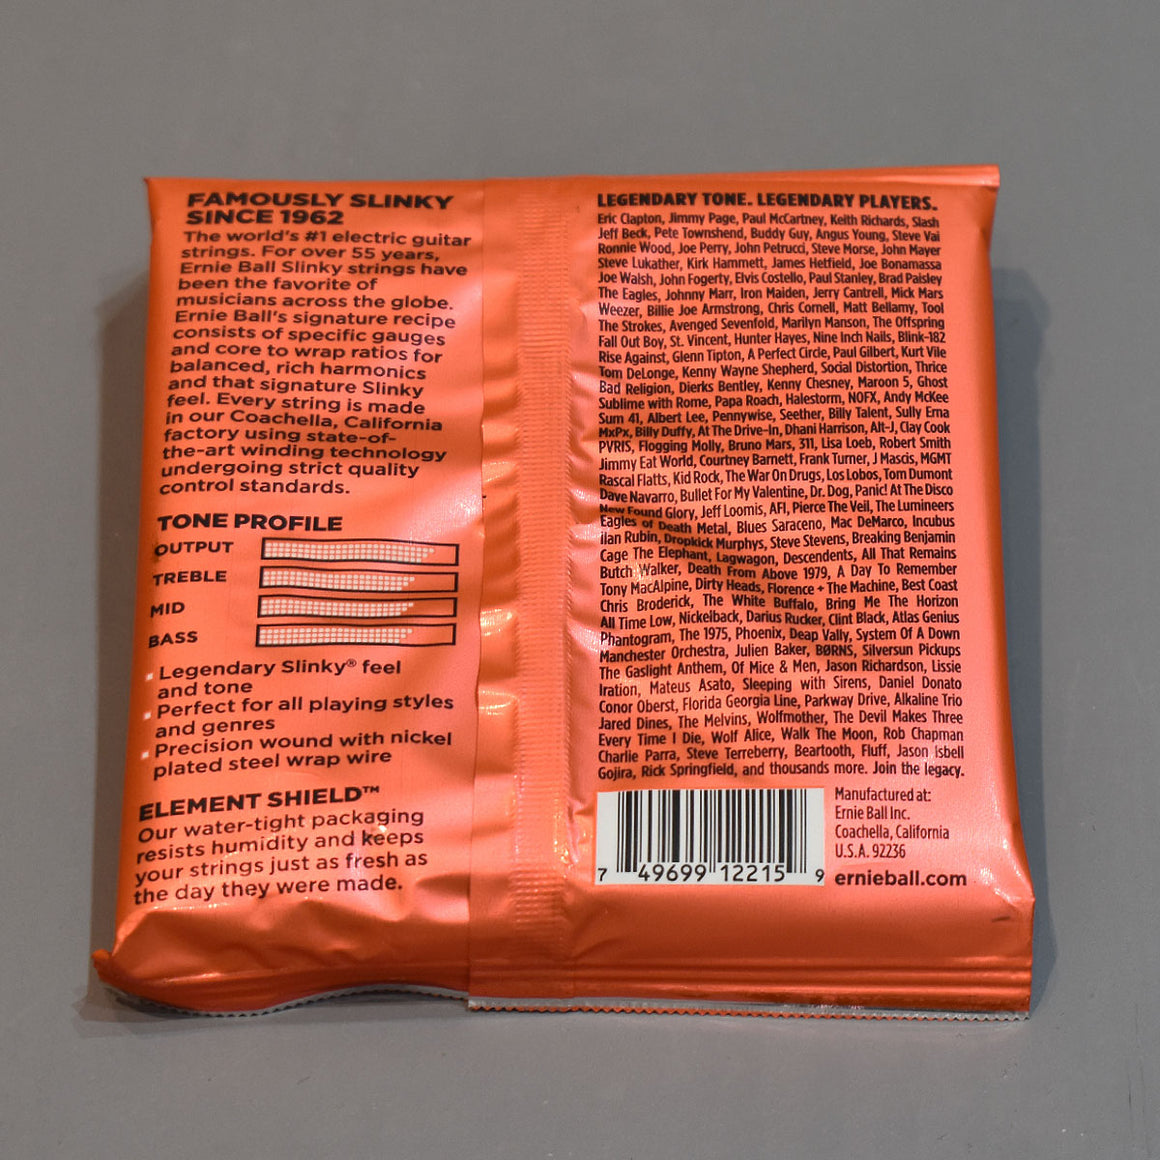 FAMOUSLY SLINKY
SINCE 1962
The world's #1 electric guitar
strings. For over 55 years,
Ernie Ball Slinky strings have
been the favorite of
musicians across the globe.
Ernie Ball's signature recipe
consists of specific gauges
and core to wrap ratios for
balanced, rich harmonics
and that signature Slinky
feel. Every string is made
in our Coachella, California
factory using state-of-
the-art winding technology
undergoing strict quality
control standards.
TONE PROFILE
OUTPUT
TREBLE
MID
BASS
▪ Legendary Slinky® feel
and tone
▪ Perfect for all playing styles
and genres
▪ Precision wound with nickel
plated steel wrap wire
ELEMENT SHIELD™
Our water-tight packaging
resists humidity and keeps
your strings just as fresh as
the day they were made.
LEGENDARY TONE. LEGENDARY PLAYERS.
Eric Clapton, Jimmy Page, Paul McCartney, Keith Richards, Slash
Jeff Beck, Pete Townshend, Buddy Guy, Angus Young, Steve Vai
Ronnie Wood, Joe Perry, John Petrucci, Steve Morse, John Mayer
Steve Lukather, Kirk Hammett, James Hetfield, Joe Bonamassa
Joe Walsh, John Fogerty, Elvis Costello, Paul Stanley, Brad Paisley
The Eagles, Johnny Marr, Iron Maiden, Jerry Cantrell, Mick Mars
Weezer, Billie Joe Armstrong, Chris Cornell, Matt Bellamy, Tool
The Strokes, Avenged Sevenfold, Marilyn Manson, The Offspring
Fall Out Boy, St. Vincent, Hunter Hayes, Nine Inch Nails, Blink-182
Rise Against, Glenn Tipton, A Perfect Circle, Paul Gilbert, Kurt Vile
Tom DeLonge, Kenny Wayne Shepherd, Social Distortion, Thrice
Bad Religion, Dierks Bentley, Kenny Chesney, Maroon 5, Ghost
Sublime with Rome, Papa Roach, Halestorm, NOFX, Andy McKee
Sum 41, Albert Lee, Pennywise, Seether, Billy Talent, Sully Erna
MxPx, Billy Duffy, At The Drive-In, Dhani Harrison, Alt-J, Clay Cook
PVRIS, Flogging Molly, Bruno Mars, 311, Lisa Loeb, Robert Smith
Jimmy Eat World, Courtney Barnett, Frank Turner, J Mascis, MGMT
Rascal Flatts, Kid Rock, The War On Drugs, Los Lobos, Tom Dumont
Dave Navarro, Bullet For My Valentine, Dr. Dog, Panic! At The Disco
New Found Glory, Jeff Loomis, AFI, Pierce The Veil, The Lumineers
Eagles of Death Metal, Blues Saraceno, Mac DeMarco, Incubus
Ilan Rubin, Dropkick Murphys, Steve Stevens, Breaking Benjamin
Cage The Elephant, Lagwagon, Descendents, All That Remains
Butch Walker, Death From Above 1979, A Day To Remember
Tony MacAlpine, Dirty Heads, Florence + The Machine, Best Coast
Chris Broderick, The White Buffalo, Bring Me The Horizon
All Time Low, Nickelback, Darius Rucker, Clint Black, Atlas Genius
Phantogram, The 1975, Phoenix, Deap Vally, System Of A Down
Manchester Orchestra, Julien Baker, BØRNS, Silversun Pickups
The Gaslight Anthem, Of Mice & Men, Jason Richardson, Lissie
Iration, Mateus Asato, Sleeping with Sirens, Daniel Donato
Conor Oberst, Florida Georgia Line, Parkway Drive, Alkaline Trio
Jared Dines, The Melvins, Wolfmother, The Devil Makes Three
Every Time I Die, Wolf Alice, Walk The Moon, Rob Chapman
Charlie Parra, Steve Terreberry, Beartooth, Fluff, Jason Isbell
Gojira, Rick Springfield, and thousands more. Join the legacy.
7 49699 12215 9
Manufactured at:
Ernie Ball Inc.
Coachella, California
U.S.A. 92236
ernieball.com